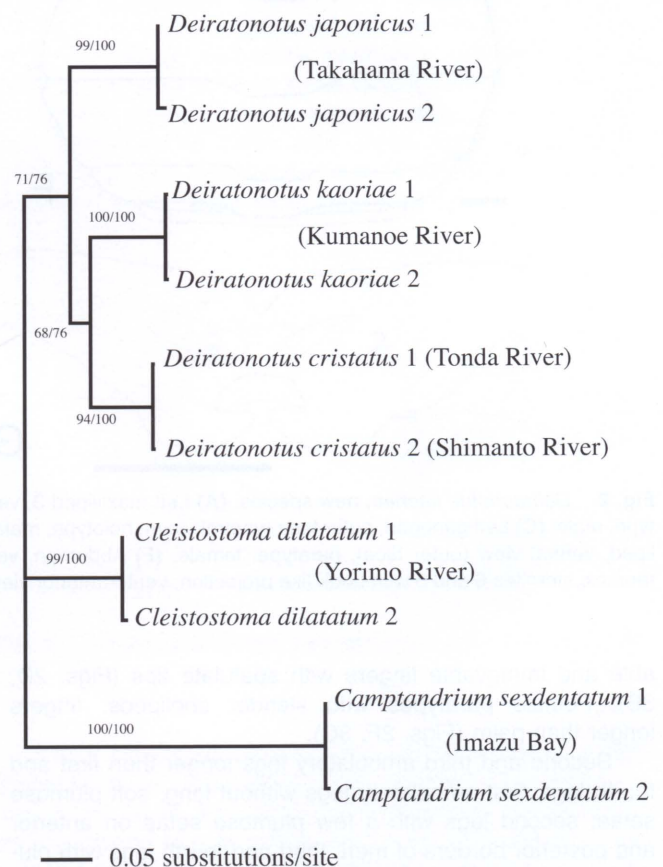 Deiratonotus japonicus 1
99/100
(Takahama River)
Deiratonotus japonicus 2
71/76
Deiratonotus kaoriae 1
100/100
(Kumanoe River)
Deiratonotus kaoriae 2
68/76
Deiratonotus cristatus 1 (Tonda River)
94/100
Deiratonotus cristatus 2 (Shimanto River)
Cleistostoma dilatatum 1
99/100
(Yorimo River)
Cleistostoma dilatatum 2
Camptandrium sexdentatum 1
100/100
(Imazu Bay)
Camptandrium sexdentatum 2
0.05 substitutions/site